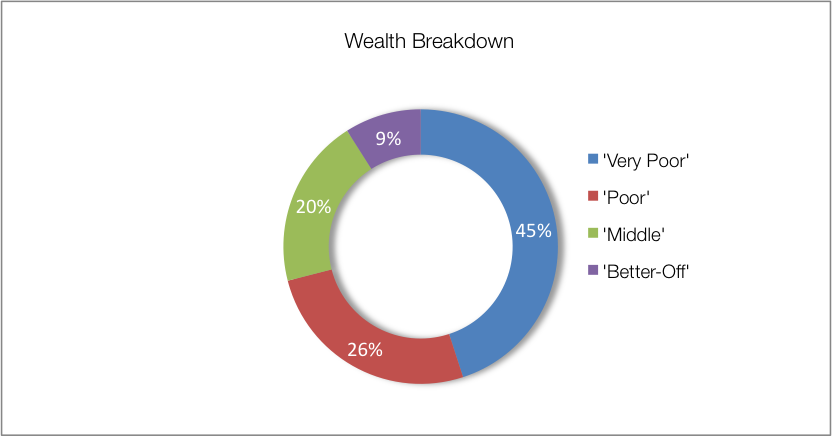 Wealth Breakdown
9%
'Very Poor'
'Poor'
20%
45%
'Middle'
'Better-Off'
26%